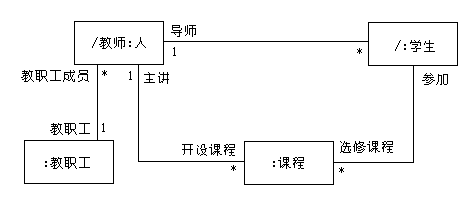 导师
/教师:人
/:学生
1
*
教职工成员
*
1
主讲
参加
教职工
1
开设课程
选修课程
:教职工
:课程
*
*